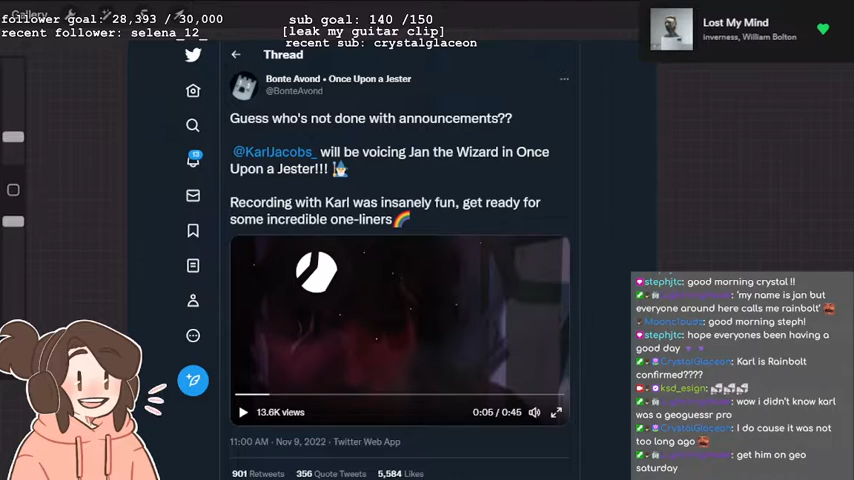 Gallery
follower goal: 28,393 / 30,000
sub goal: 140 /150
[leak my guitar clip]
recent follower: selena_12_
recent sub: crystalglaceon
Lost My Mind
inverness, William Bolton
Thread
Bonte Avond • Once Upon a Jester
@BonteAvond
Guess who's not done with announcements??
@KarlJacobs_ will be voicing Jan the Wizard in Once
Upon a Jester!!! 🧙‍♂️
Recording with Karl was insanely fun, get ready for
some incredible one-liners🌈
13.6K views
0:05 / 0:45
11:00 AM · Nov 9, 2022 · Twitter Web App
901 Retweets 356 Quote Tweets 5,584 Likes
stephjtc: good morning crystal !!
: 'my name is jan but
everyone around here calls me rainbolt'
: good morning steph!
stephjtc: hope everyones been having a
good day
CrystalGlaceon: Karl is Rainbolt
confirmed????
ksd_esign:
: wow i didn't know karl
was a geoguessr pro
CrystalGlaceon: I do cause it was not
too long ago
: get him on geo
saturday